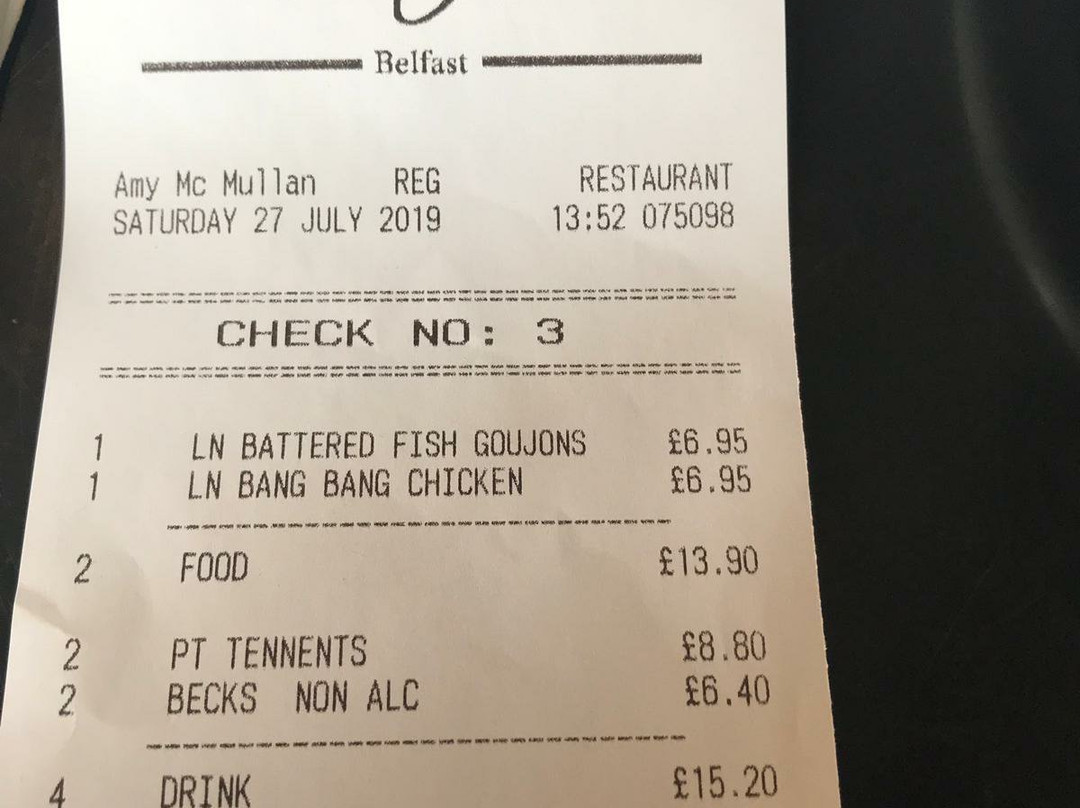 Belfast
Amy Mc Mullan REG RESTAURANT
SATURDAY 27 JULY 2019 13:52 075098
CHECK NO: 3
1 LN BATTERED FISH GOUJONS £6.95
1 LN BANG BANG CHICKEN £6.95
2 FOOD £13.90
2 PT TENNENTS £8.80
2 BECKS NON ALC £6.40
4 DRINK £15.20